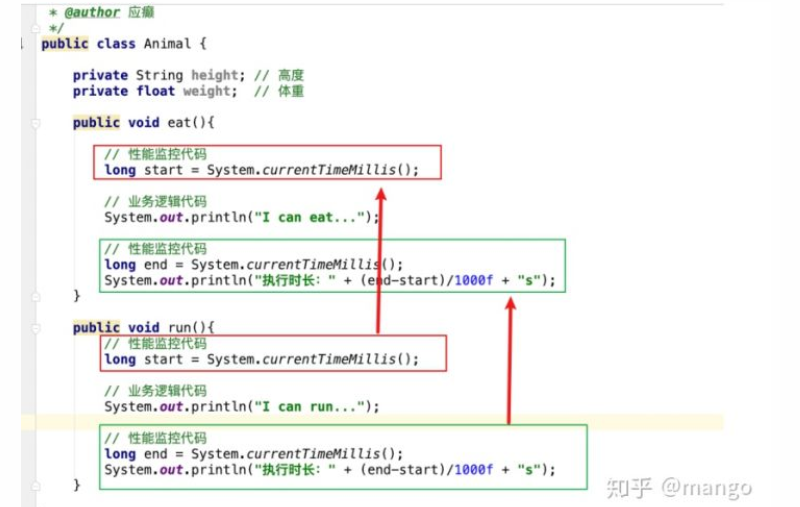 * @author 应癫
*/
public class Animal {
private String height; // 高度
private float weight; // 体重
public void eat(){
// 性能监控代码
long start = System.currentTimeMillis();
// 业务逻辑代码
System.out.println("I can eat...");
// 性能监控代码
long end = System.currentTimeMillis();
System.out.println("执行时长: " + (end-start)/1000f + "s");
}
public void run(){
// 性能监控代码
long start = System.currentTimeMillis();
// 业务逻辑代码
System.out.println("I can run...");
// 性能监控代码
long end = System.currentTimeMillis();
System.out.println("执行时长: " + (end-start)/1000f + "s");
}
知乎 @mango